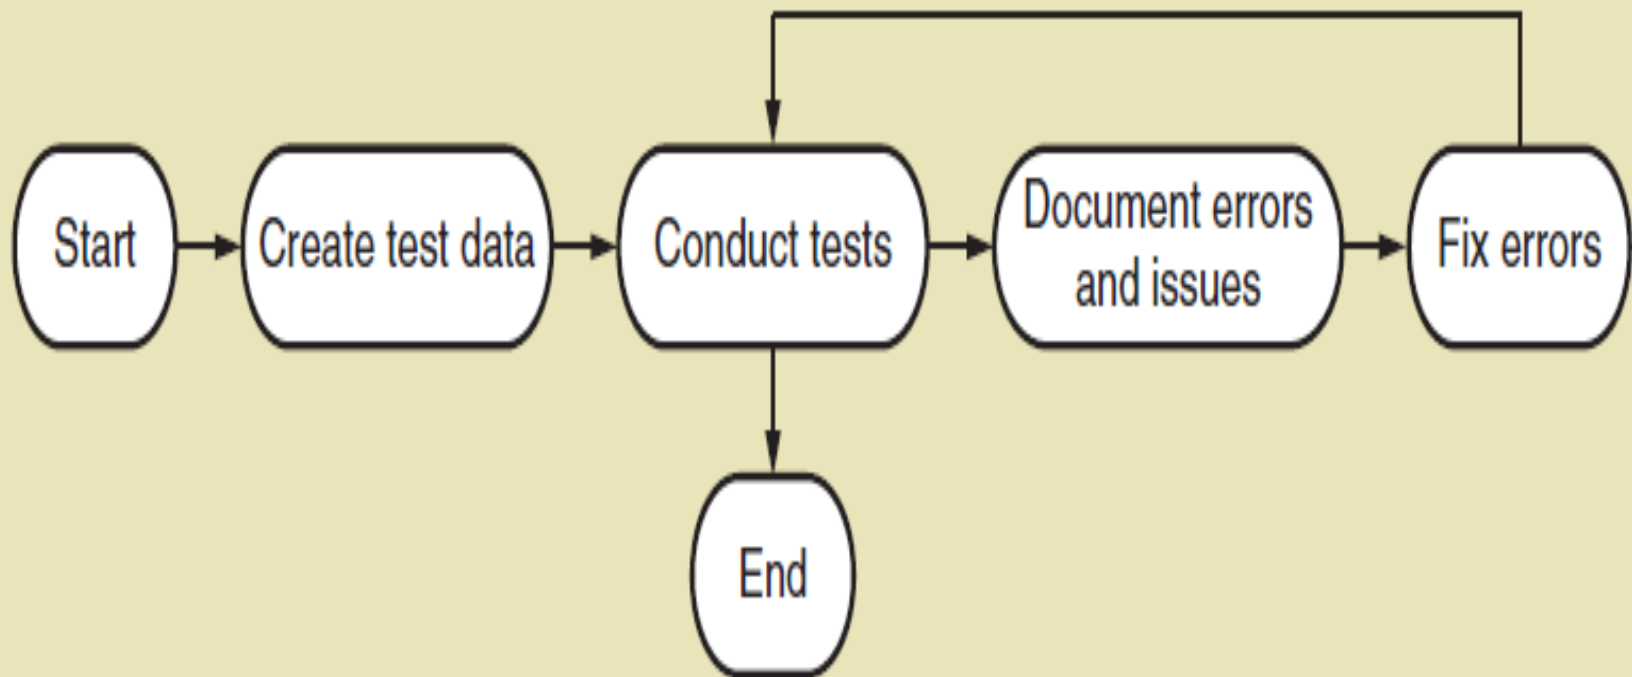 Start
Create test data
Conduct tests
Document errors
and issues
Fix errors
End